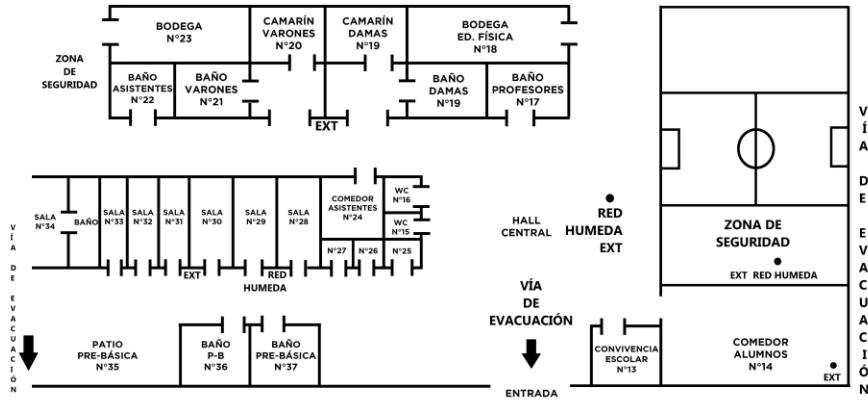 BODEGA
N°23
CAMARÍN
VARONES
N°20
CAMARÍN
DAMAS
N°19
BODEGA
ED. FÍSICA
N°18
ZONA
DE
SEGURIDAD
BAÑO
ASISTENTES
N°22
BAÑO
VARONES
N°21
BAÑO
DAMAS
N°19
BAÑO
PROFESORES
N°17
EXT
VÍA DE EVACUACIÓN
SALA
N°34
BAÑO
SALA
N°33
SALA
N°32
SALA
N°31
SALA
N°30
SALA
N°29
SALA
N°28
COMEDOR
ASISTENTES
N°24
WC
N°16
WC
N°15
N°27
N°26
N°25
EXT
RED
HUMEDA
HALL
CENTRAL
RED
HUMEDA
EXT
ZONA DE
SEGURIDAD
EXT RED HUMEDA
VÍA
DE
EVACUACIÓN
VÍA DE EVACUACIÓN
PATIO
PRE-BÁSICA
N°35
BAÑO
P-B
N°36
BAÑO
PRE-BÁSICA
N°37
CONVIVENCIA
ESCOLAR
N°13
COMEDOR
ALUMNOS
N°14
EXT
ENTRADA